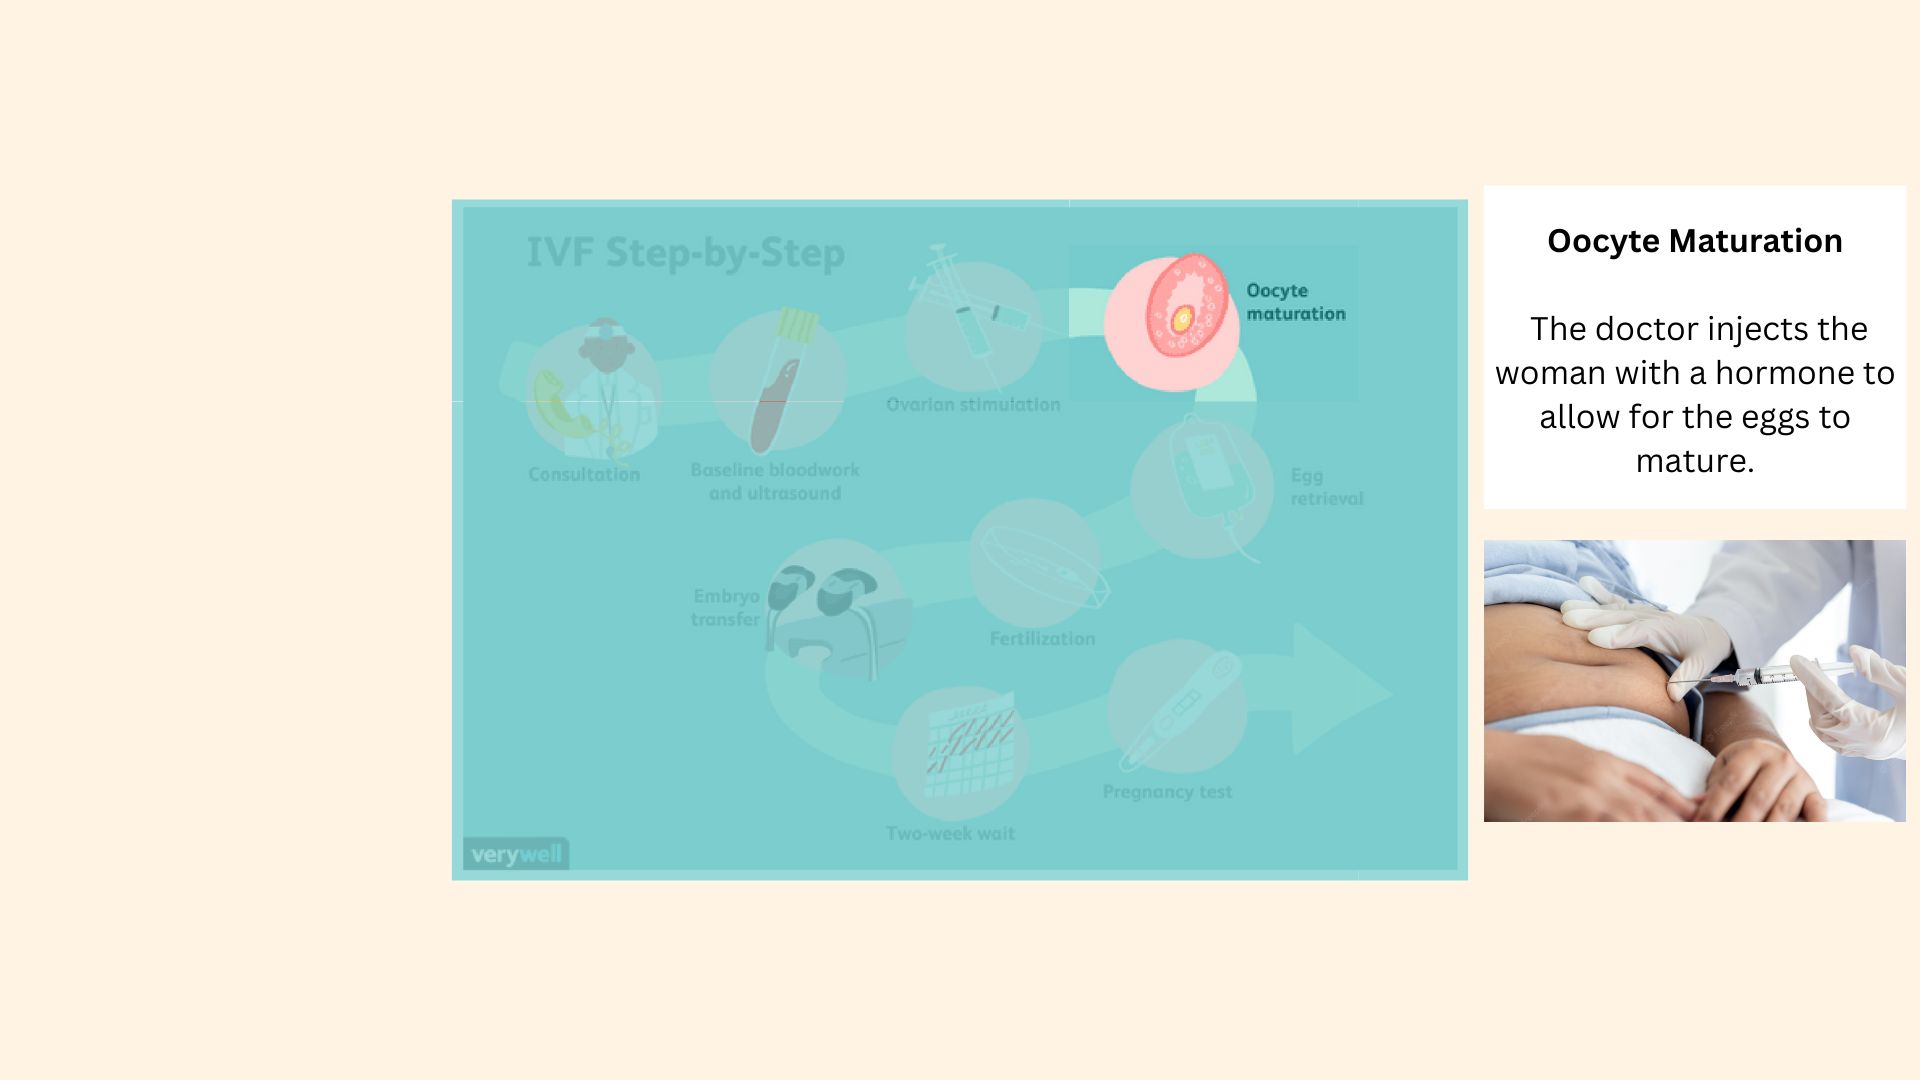 IVF Step-by-Step
Consultation
Baseline bloodwork
and ultrasound
Ovarian stimulation
Oocyte
maturation
Egg
retrieval
Fertilization
Embryo
transfer
Two-week wait
Pregnancy test
verywell
Oocyte Maturation
The doctor injects the
woman with a hormone to
allow for the eggs to
mature.